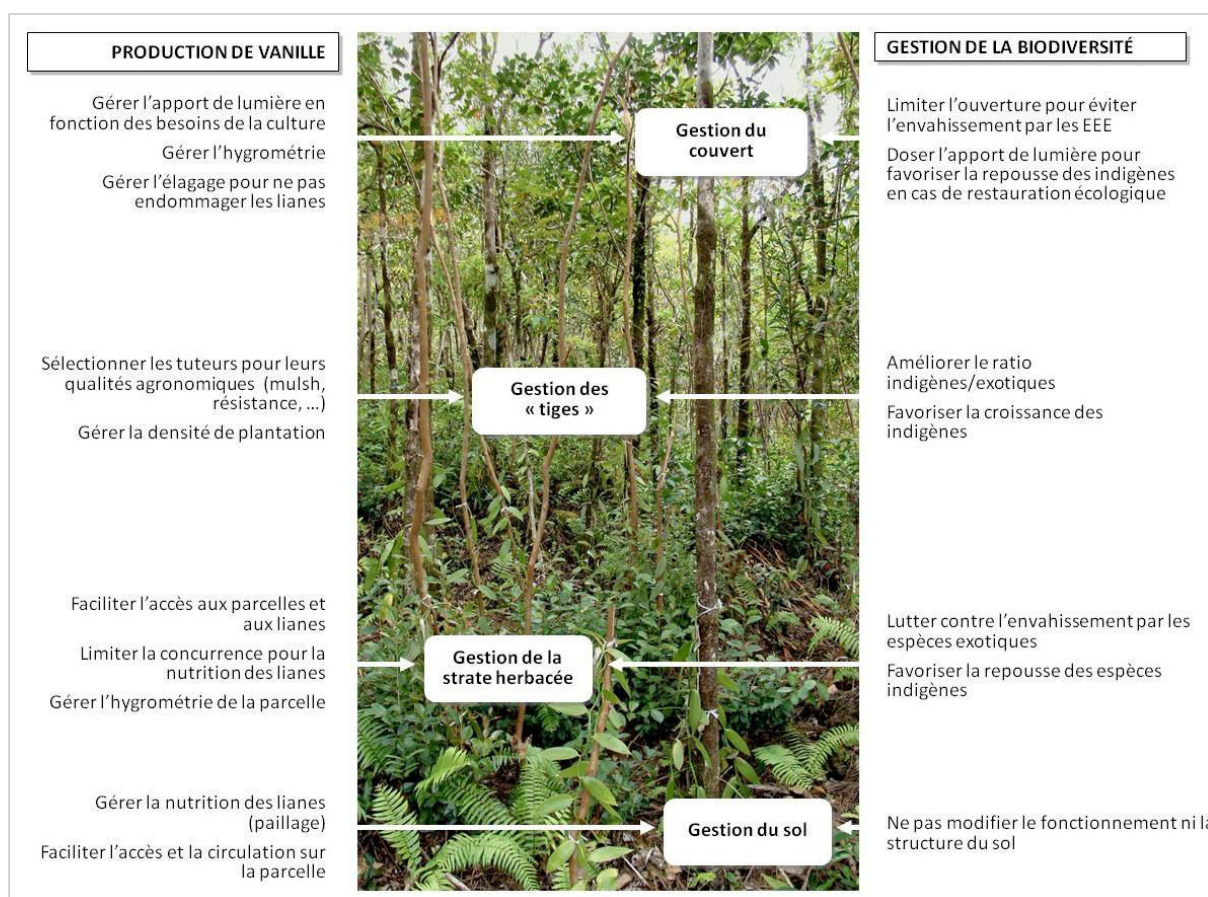 PRODUCTION DE VANILLE
Gérer l'apport de lumière en
fonction des besoins de la culture
Gérer l'hygrométrie
Gérer l'élagage pour ne pas
endommager les lianes
Sélectionner les tuteurs pour leurs
qualités agronomiques (mulsh,
résistance, ...)
Gérer la densité de plantation
Faciliter l'accès aux parcelles et
aux lianes
Limiter la concurrence pour la
nutrition des lianes
Gérer l'hygrométrie de la parcelle
Gérer la nutrition des lianes
(paillage)
Faciliter l'accès et la circulation sur
la parcelle
Gestion du
couvert
Gestion des
« tiges »
Gestion de la
strate herbacée
Gestion du sol
GESTION DE LA BIODIVERSITÉ
Limiter l'ouverture pour éviter
l'envahissement par les EEE
Doser l'apport de lumière pour
favoriser la repousse des indigènes
en cas de restauration écologique
Améliorer le ratio
indigènes/exotiques
Favoriser la croissance des
indigènes
Lutter contre l'envahissement par les
espèces exotiques
Favoriser la repousse des espèces
indigènes
Ne pas modifier le fonctionnement ni la
structure du sol